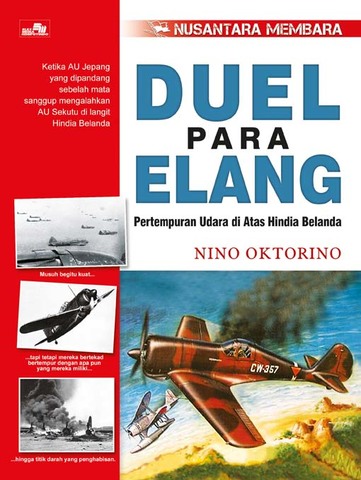 NUSANTARA MEMBARA
Ketika AU Jepang
yang dipandang
sebelah mata
sanggup mengalahkan
AU Sekutu di langit
Hindia Belanda
DUEL
PARA
ELANG
Pertempuran Udara di Atas Hindia Belanda
NINO OKTORINO
Musuh begitu kuat...
...tapi tetapi mereka bertekad
bertempur dengan apa pun
yang mereka miliki...
...hingga titik darah yang penghabisan.
CW-357